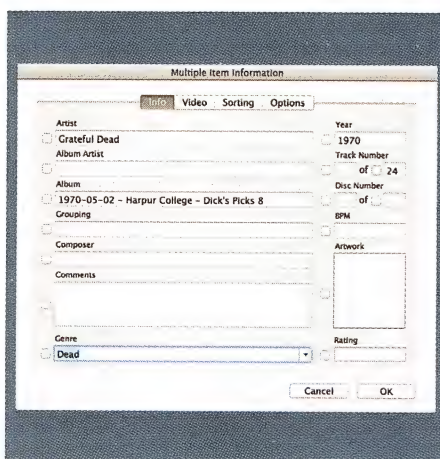 Multiple Item Information
Info Video Sorting Options
Artist
Grateful Dead
Album Artist
Album
1970-05-02 - Harpur College - Dick's Picks 8
Grouping
Composer
Comments
Genre
Dead
Year
1970
Track Number
of 24
Disc Number
of
BPM
Artwork
Rating
Cancel OK